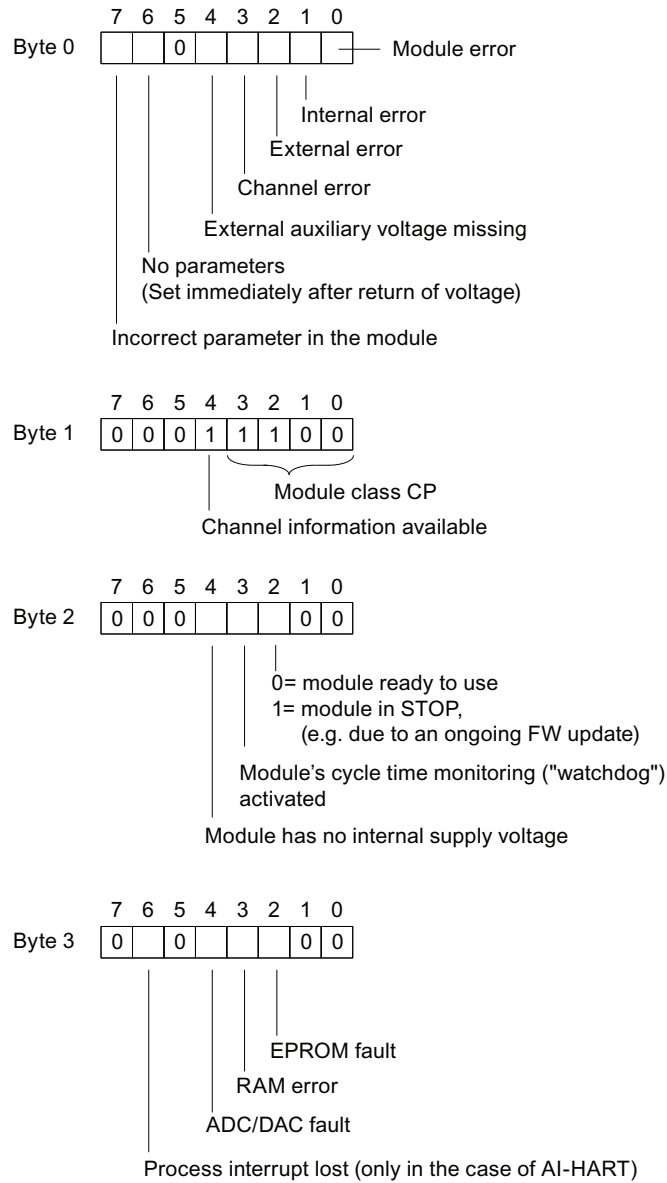 7 6 5 4 3 2 1 0
Byte 0 0 Module error
Internal error
External error
Channel error
External auxiliary voltage missing
No parameters
(Set immediately after return of voltage)
Incorrect parameter in the module
7 6 5 4 3 2 1 0
Byte 1 0 0 0 1 1 1 0 0
Module class CP
Channel information available
7 6 5 4 3 2 1 0
Byte 2 0 0 0 0 0
0= module ready to use
1= module in STOP,
(e.g. due to an ongoing FW update)
Module's cycle time monitoring ("watchdog")
activated
Module has no internal supply voltage
7 6 5 4 3 2 1 0
Byte 3 0 0 0 0
EPROM fault
RAM error
ADC/DAC fault
Process interrupt lost (only in the case of AI-HART)